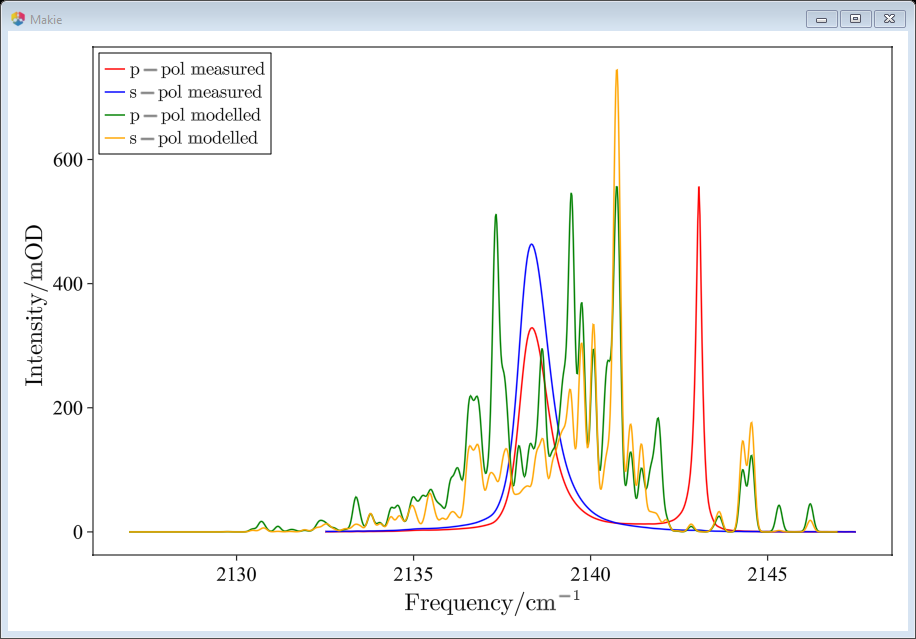 Makie
p − pol measured
s − pol measured
p − pol modelled
s − pol modelled
600
400
200
0
Intensity/mOD
2130 2135 2140 2145
Frequency/cm⁻¹